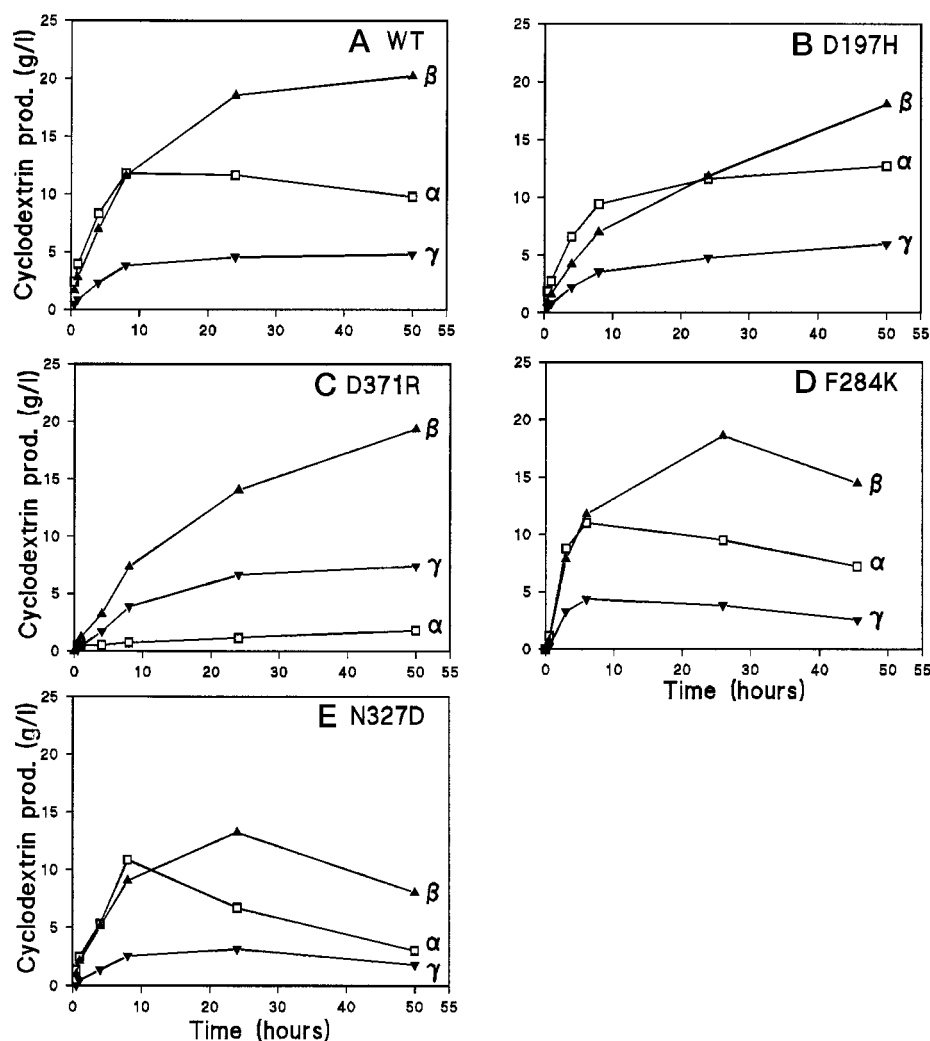 A WT
Cyclodextrin prod. (g/l)
25
20
15
10
5
0
β
α
γ
0 10 20 30 40 50 55
B D197H
25
20
15
10
5
0
β
α
γ
0 10 20 30 40 50 55
C D371R
Cyclodextrin prod. (g/l)
25
20
15
10
5
0
β
γ
α
0 10 20 30 40 50 55
D F284K
25
20
15
10
5
0
β
α
γ
0 10 20 30 40 50 55
Time (hours)
E N327D
Cyclodextrin prod. (g/l)
25
20
15
10
5
0
β
α
γ
0 10 20 30 40 50 55
Time (hours)